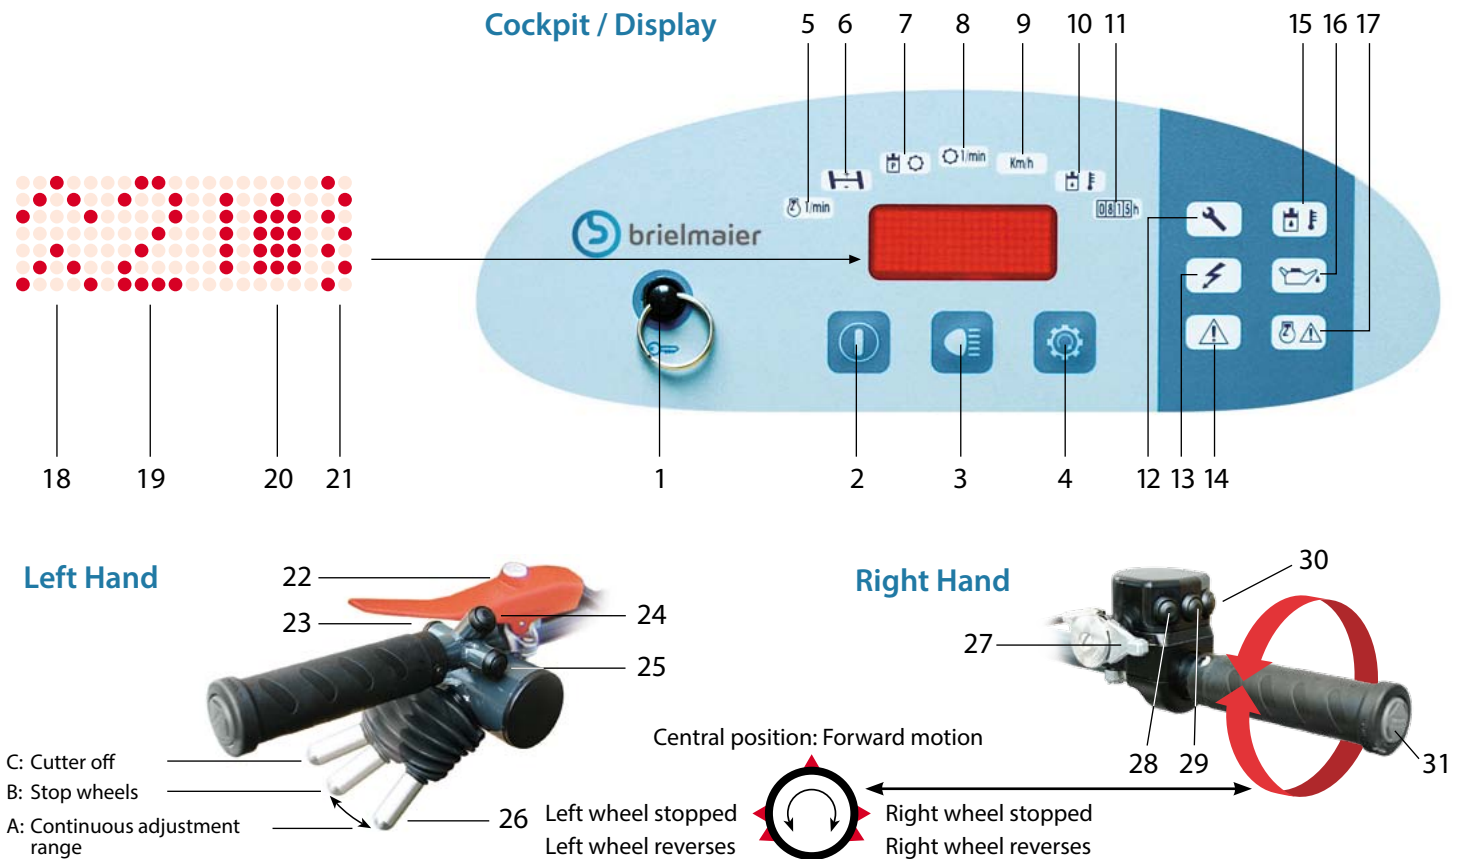 Cockpit / Display
5 6 7 8 9 10 11 15 16 17
1/min
P
1/min
Km/h
0815h
brielmaier
18 19 20 21 1 2 3 4 12 13 14
Left Hand
22
23
24
25
26
C: Cutter off
B: Stop wheels
A: Continuous adjustment
range
Right Hand
30
27
28 29 31
Central position: Forward motion
Left wheel stopped
Left wheel reverses
Right wheel stopped
Right wheel reverses